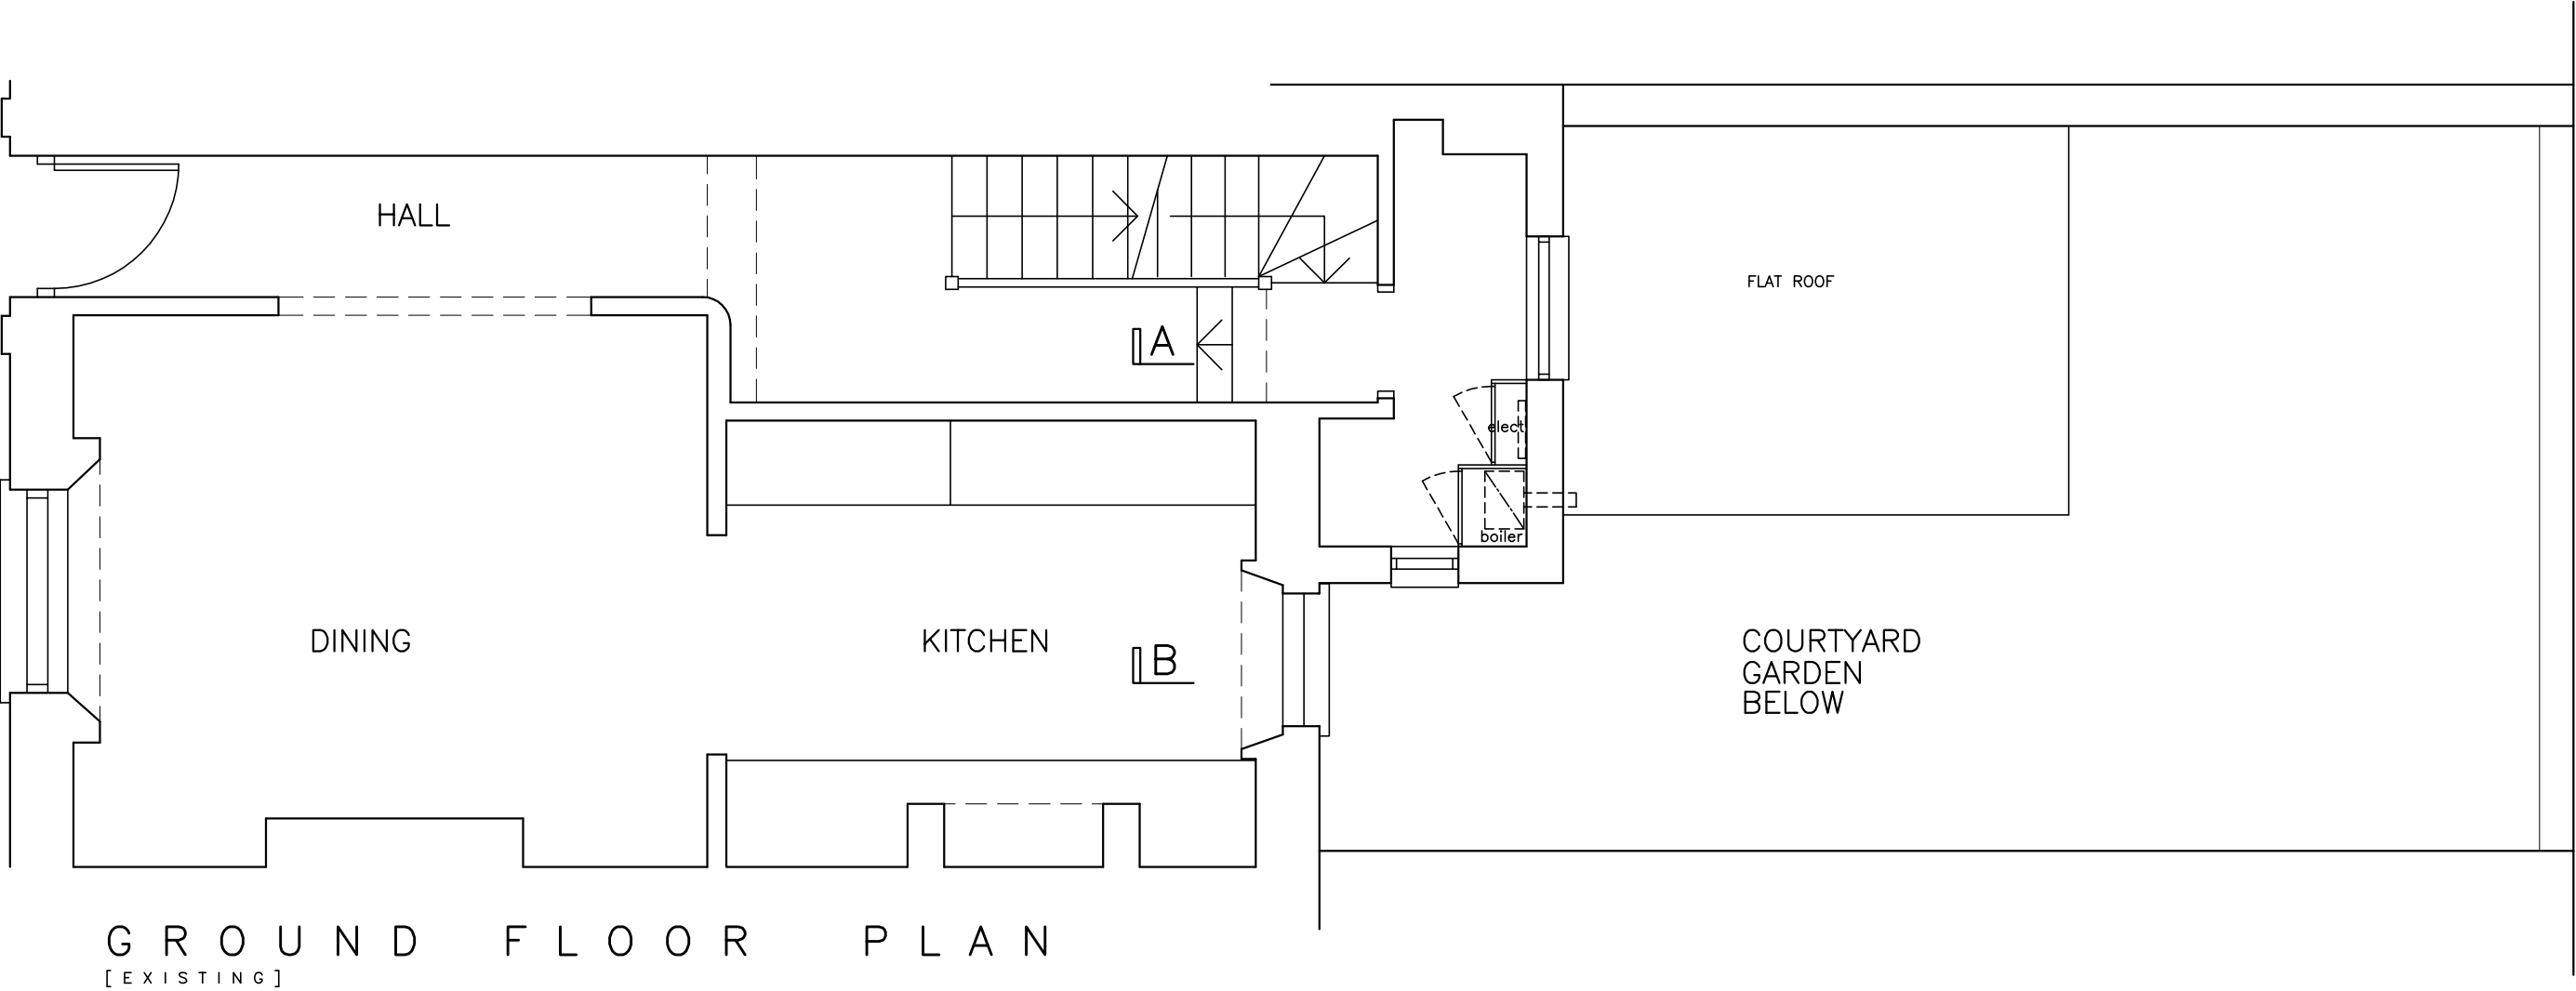 HALL
FLAT ROOF
A
elect
boiler
DINING
KITCHEN
B
COURTYARD
GARDEN
BELOW
GROUND FLOOR PLAN
[EXISTING]